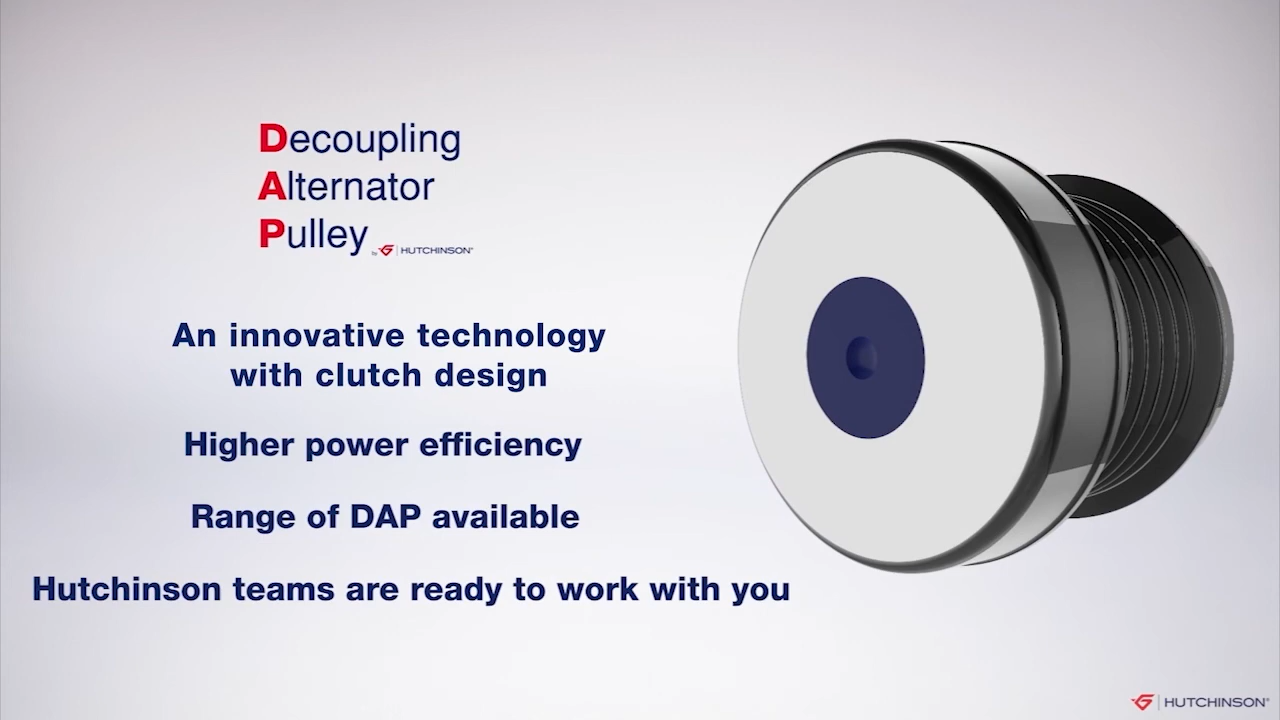 Decoupling
Alternator
Pulley by HUTCHINSON®
An innovative technology
with clutch design
Higher power efficiency
Range of DAP available
Hutchinson teams are ready to work with you
HUTCHINSON®